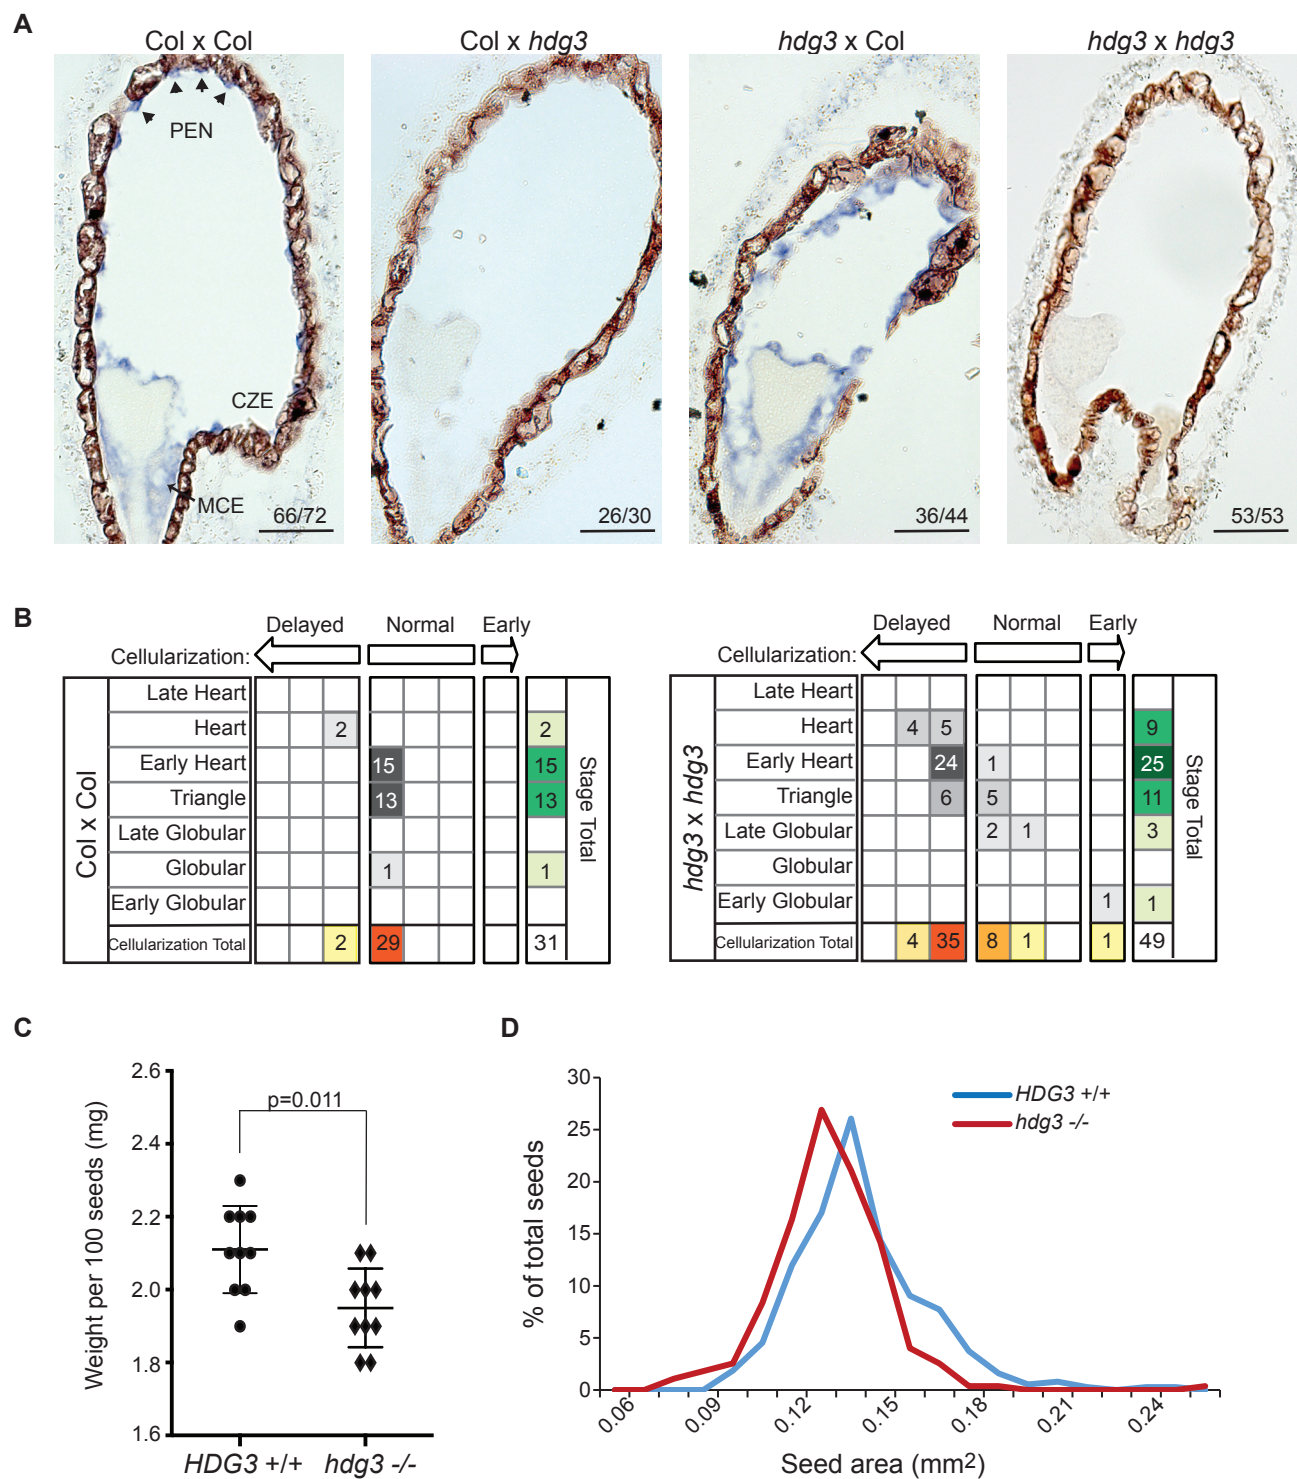 A
Col x Col
Col x hdg3
hdg3 x Col
hdg3 x hdg3
PEN
CZE
MCE
66/72
26/30
36/44
53/53
B
Delayed Normal Early
Cellularization:
Col x Col
Late Heart
Heart 2 2
Early Heart 15 15
Triangle 13 13
Late Globular
Globular 1 1
Early Globular
Cellularization Total 2 29 31
Stage Total
Delayed Normal Early
Cellularization:
hdg3 x hdg3
Late Heart
Heart 4 5 9
Early Heart 24 1 25
Triangle 6 5 11
Late Globular 2 1 3
Globular
Early Globular 1 1
Cellularization Total 4 35 8 1 1 49
Stage Total
C
Weight per 100 seeds (mg)
2.6
2.4
2.2
2.0
1.8
1.6
p=0.011
HDG3 +/+ hdg3 -/-
D
% of total seeds
30
25
20
15
10
5
0
HDG3 +/+
hdg3 -/-
0.06 0.09 0.12 0.15 0.18 0.21 0.24
Seed area (mm2)